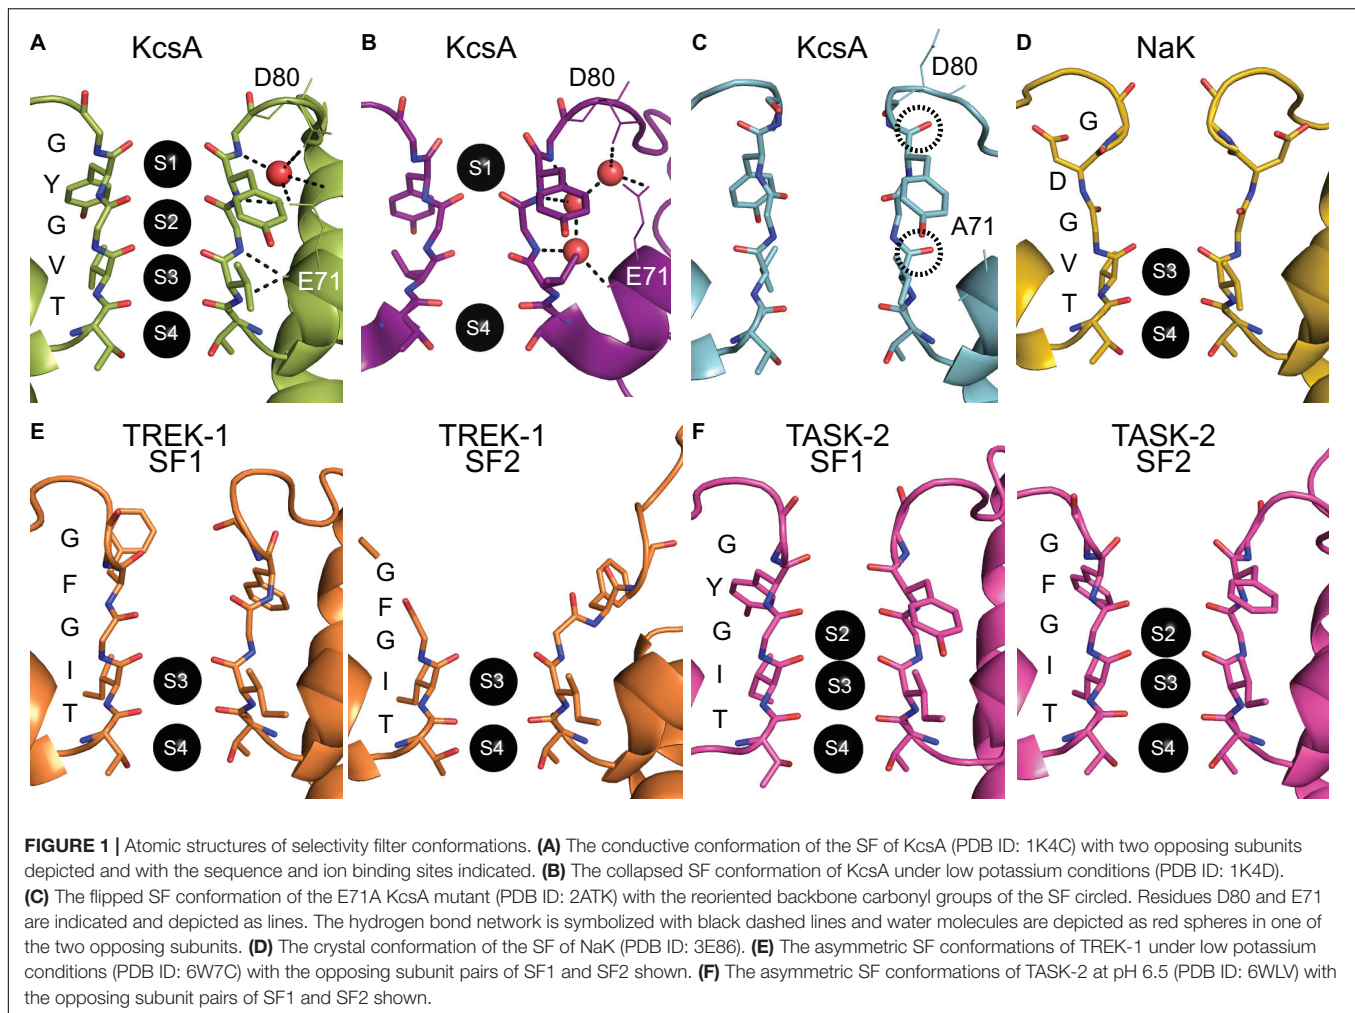 A
KcsA
D80
G
Y
G
V
T
S1
S2
S3
S4
E71
B
KcsA
D80
S1
S4
E71
C
KcsA
D80
A71
D
NaK
G
D
G
V
T
S3
S4
E
TREK-1
SF1
G
F
G
I
T
S3
S4
TREK-1
SF2
G
F
G
I
T
S3
S4
F
TASK-2
SF1
G
Y
G
I
T
S2
S3
S4
TASK-2
SF2
G
F
G
I
T
S2
S3
S4
FIGURE 1 | Atomic structures of selectivity filter conformations. (A) The conductive conformation of the SF of KcsA (PDB ID: 1K4C) with two opposing subunits
depicted and with the sequence and ion binding sites indicated. (B) The collapsed SF conformation of KcsA under low potassium conditions (PDB ID: 1K4D).
(C) The flipped SF conformation of the E71A KcsA mutant (PDB ID: 2ATK) with the reoriented backbone carbonyl groups of the SF circled. Residues D80 and E71
are indicated and depicted as lines. The hydrogen bond network is symbolized with black dashed lines and water molecules are depicted as red spheres in one of
the two opposing subunits. (D) The crystal conformation of the SF of NaK (PDB ID: 3E86). (E) The asymmetric SF conformations of TREK-1 under low potassium
conditions (PDB ID: 6W7C) with the opposing subunit pairs of SF1 and SF2 shown. (F) The asymmetric SF conformations of TASK-2 at pH 6.5 (PDB ID: 6WLV) with
the opposing subunit pairs of SF1 and SF2 shown.